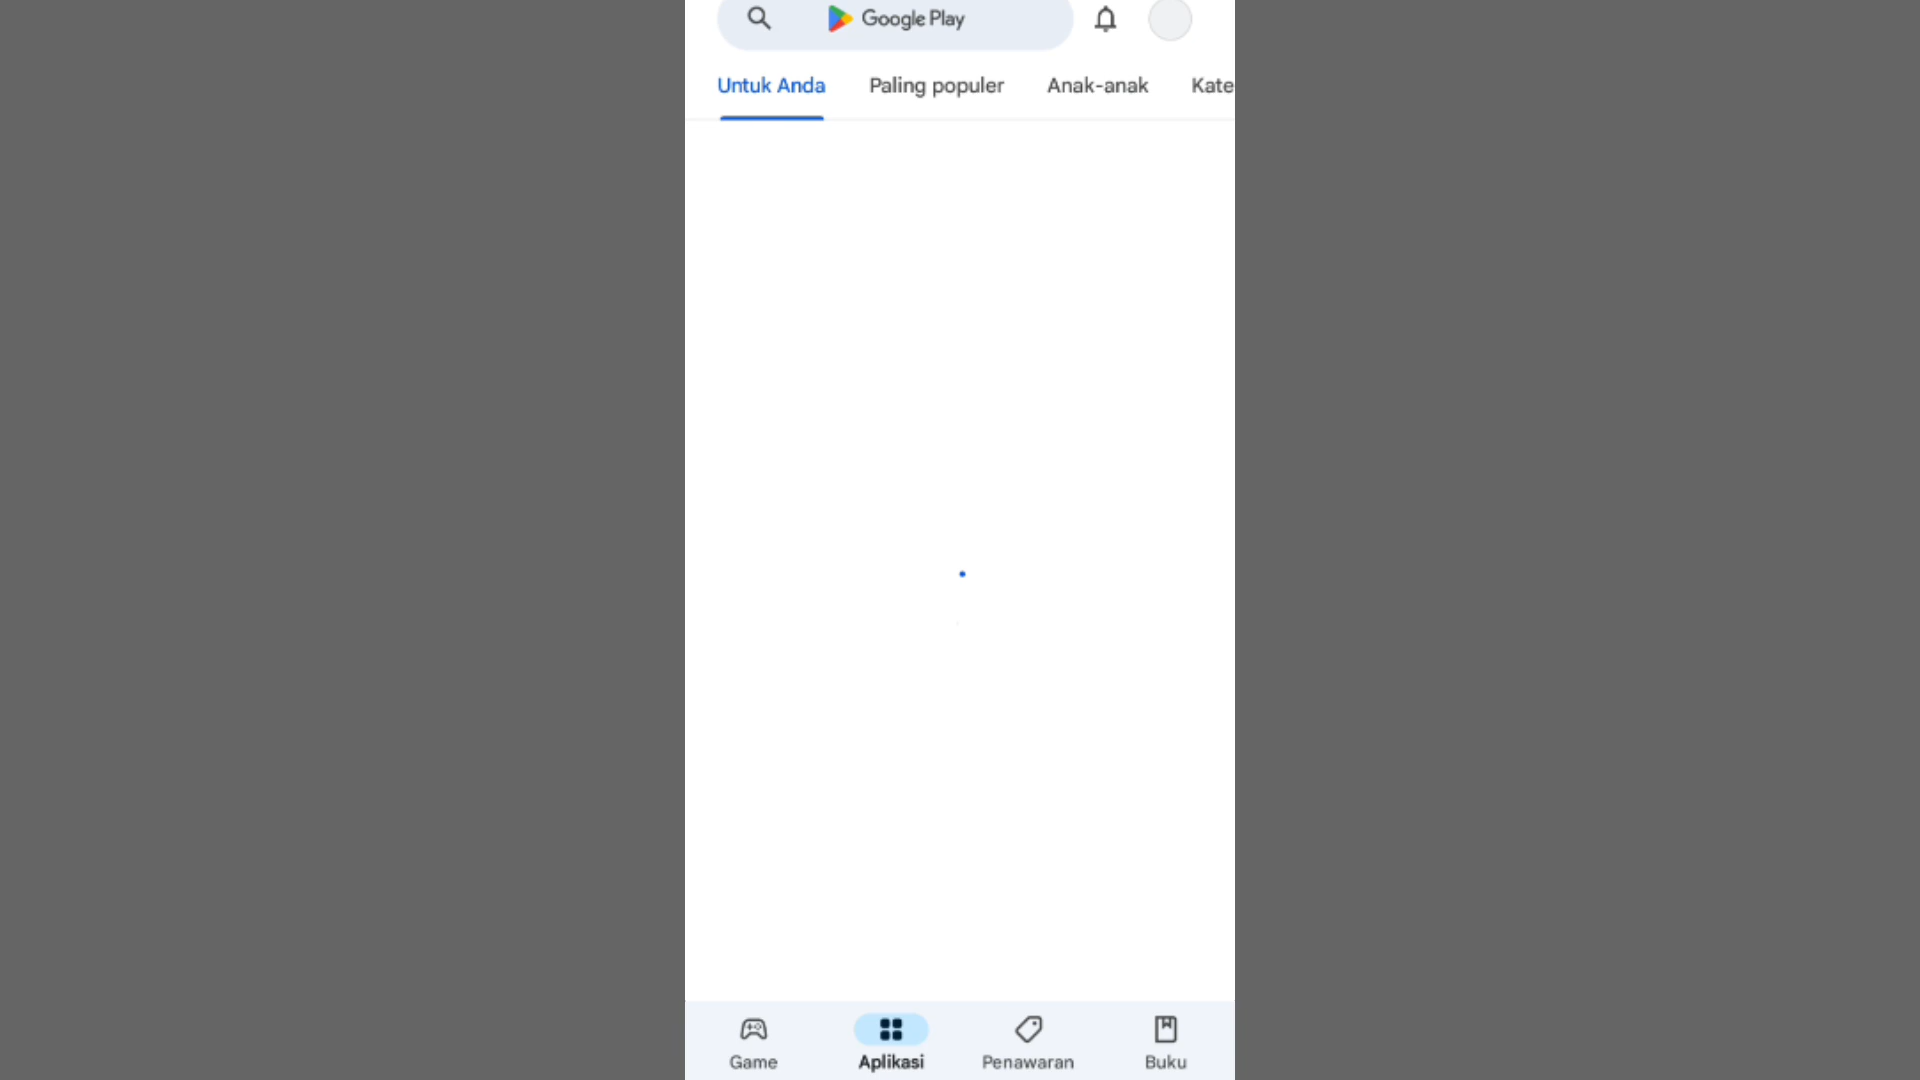 Google Play
Untuk Anda Paling populer Anak-anak Kate
Game Aplikasi Penawaran Buku